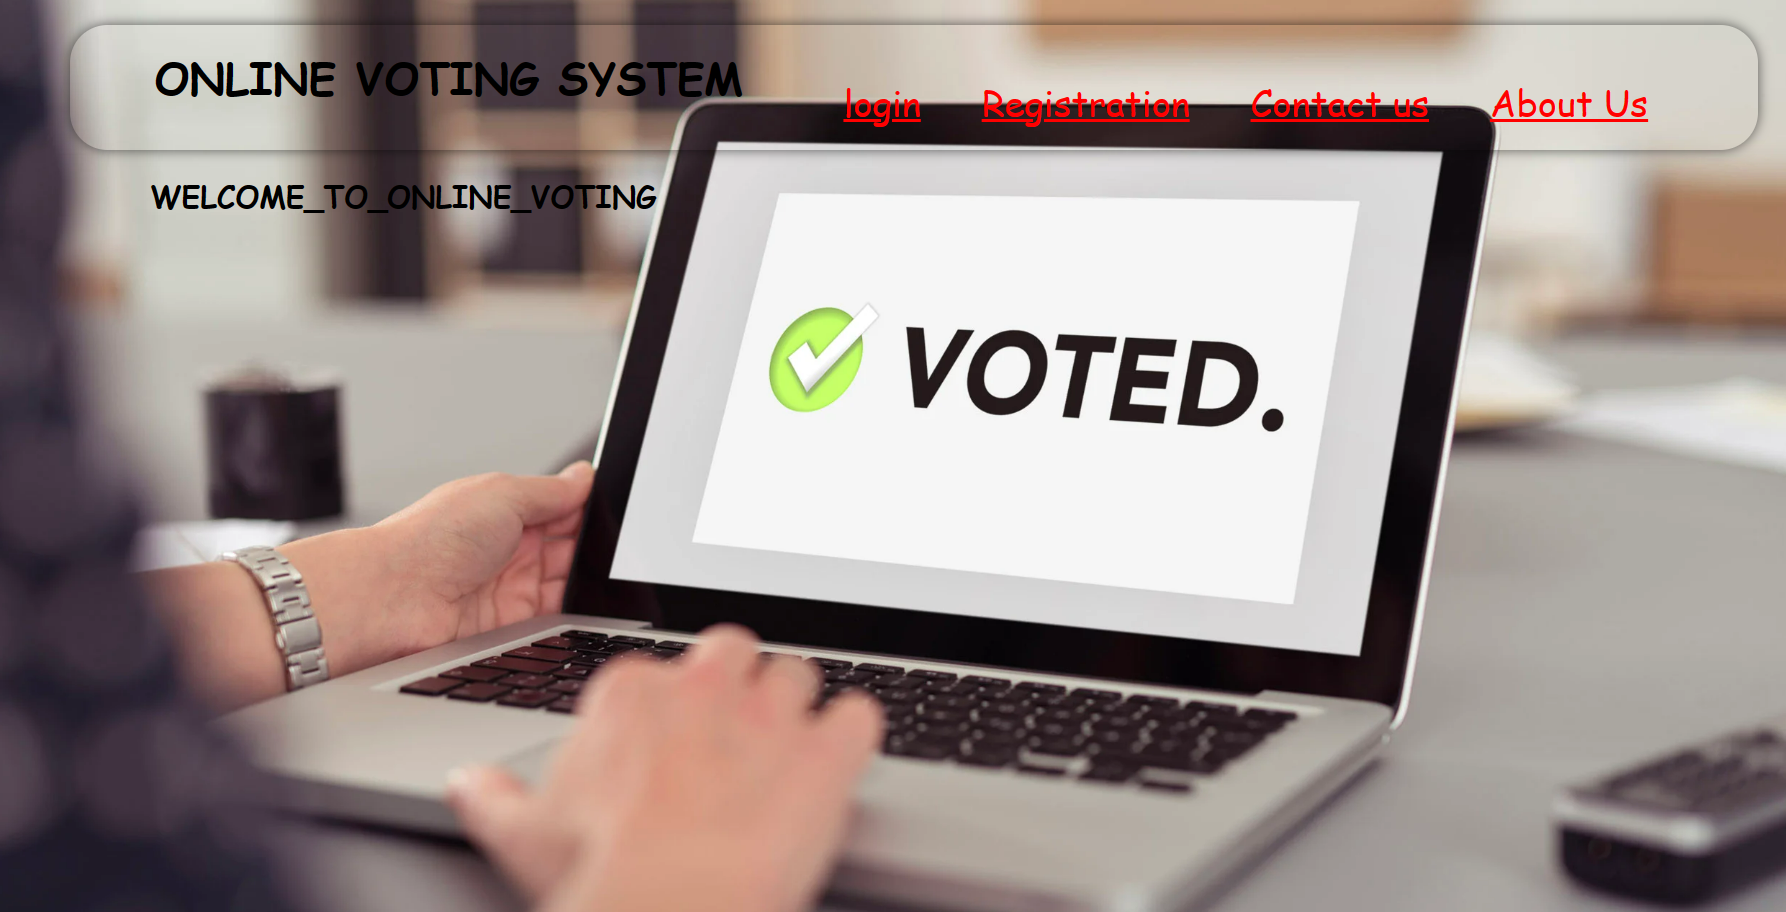 ONLINE VOTING SYSTEM
login Registration Contact us About Us
WELCOME_TO_ONLINE_VOTING
VOTED.